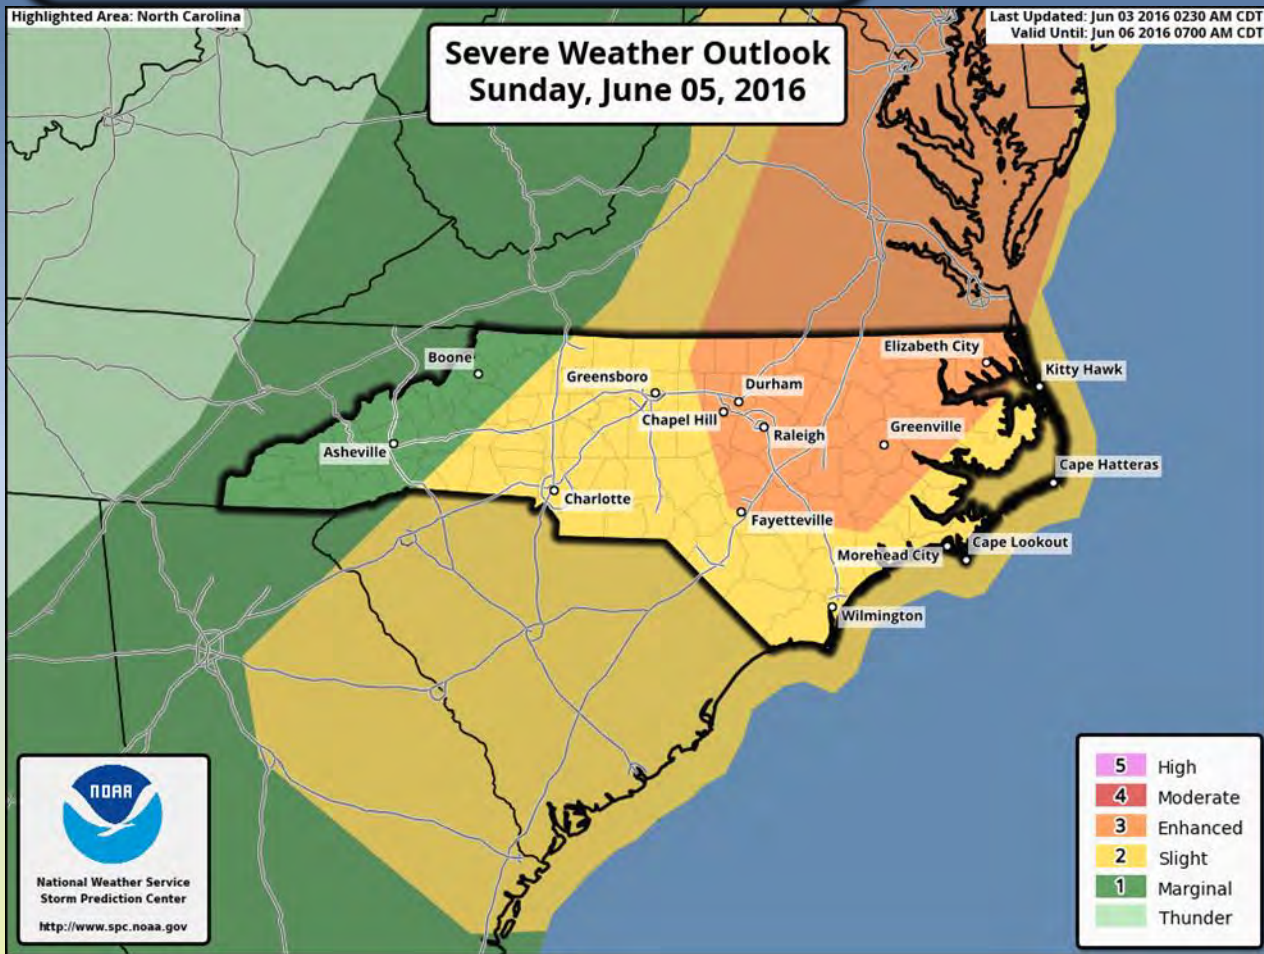 Highlighted Area: North Carolina
Last Updated: Jun 03 2016 0230 AM CDT
Valid Until: Jun 06 2016 0700 AM CDT
Severe Weather Outlook
Sunday, June 05, 2016
Elizabeth City
Boone
Kitty Hawk
Greensboro
Durham
Chapel Hill
Greenville
Raleigh
Asheville
Cape Hatteras
Charlotte
Fayetteville
Cape Lookout
Morehead City
Wilmington
5 High
4 Moderate
3 Enhanced
2 Slight
1 Marginal
Thunder
NOAA
National Weather Service
Storm Prediction Center
http://www.spc.noaa.gov